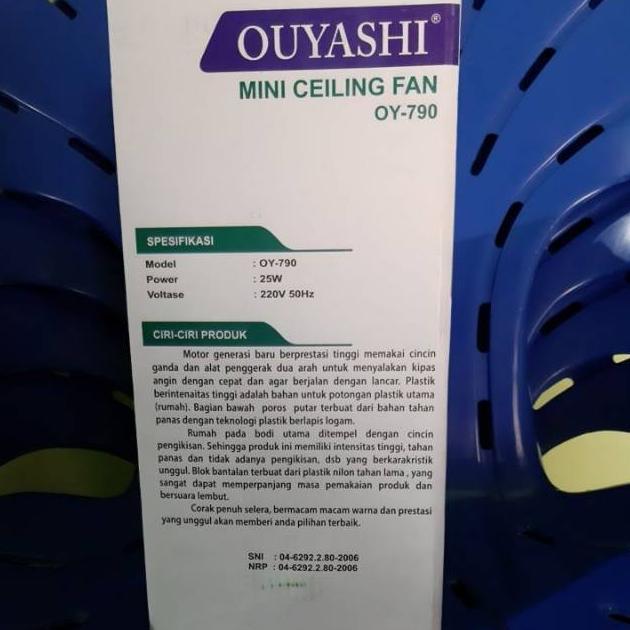 OUYASHI®
MINI CEILING FAN
OY-790
SPESIFIKASI
Model : OY-790
Power : 25W
Voltase : 220V 50Hz
CIRI-CIRI PRODUK
Motor generasi baru berprestasi tinggi memakai cincin
ganda dan alat penggerak dua arah untuk menyalakan kipas
angin dengan cepat dan agar berjalan dengan lancar. Plastik
berintenaitas tinggi adalah bahan untuk potongan plastik utama
(rumah). Bagian bawah poros putar terbuat dari bahan tahan
panas dengan teknologi plastik berlapis logam.
Rumah pada bodi utama ditempel dengan cincin
pengikisan. Sehingga produk ini memiliki intensitas tinggi, tahan
panas dan tidak adanya pengikisan, dsb yang berkarakristik
unggul. Blok bantalan terbuat dari plastik nilon tahan lama , yang
sangat dapat memperpanjang masa pemakaian produk dan
bersuara lembut.
Corak penuh selera, bermacam macam warna dan prestasi
yang unggul akan memberi anda pilihan terbaik.
SNI : 04-6292.2.80-2006
NRP : 04-6292.2.80-2006